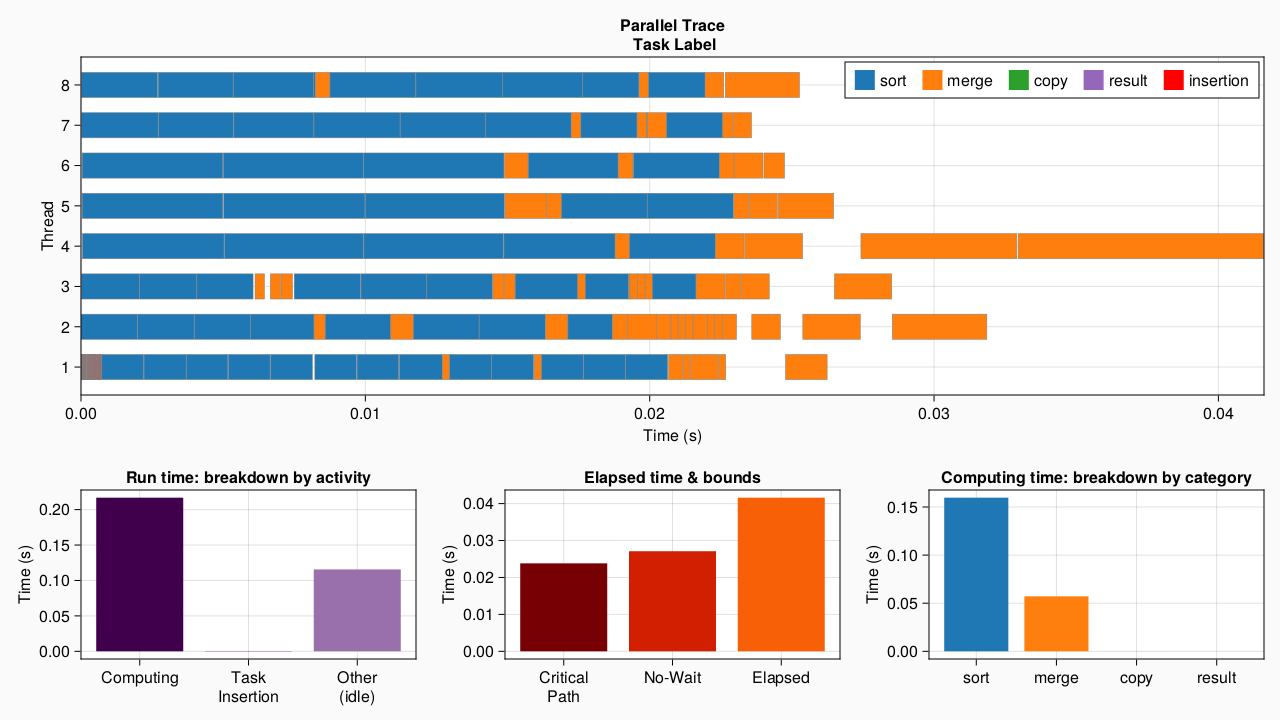 Parallel Trace
Task Label
Thread
8
7
6
5
4
3
2
1
sort merge copy result insertion
0.00 0.01 0.02 0.03 0.04
Time (s)
Run time: breakdown by activity
Time (s)
0.20
0.15
0.10
0.05
0.00
Computing Task Insertion Other (idle)
Elapsed time & bounds
Time (s)
0.04
0.03
0.02
0.01
0.00
Critical Path No-Wait Elapsed
Computing time: breakdown by category
Time (s)
0.15
0.10
0.05
0.00
sort merge copy result